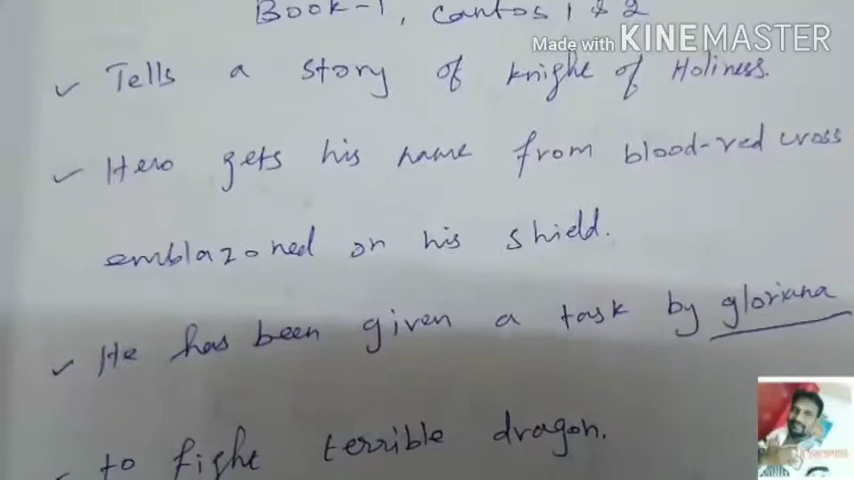 Book-1, Cantos 1 & 2
Made with KINEMASTER
Tells a story of Knight of Holiness.
Hero gets his name from blood-red cross
emblazoned on his shield.
He has been given a task by gloriana
to fight terrible dragon.